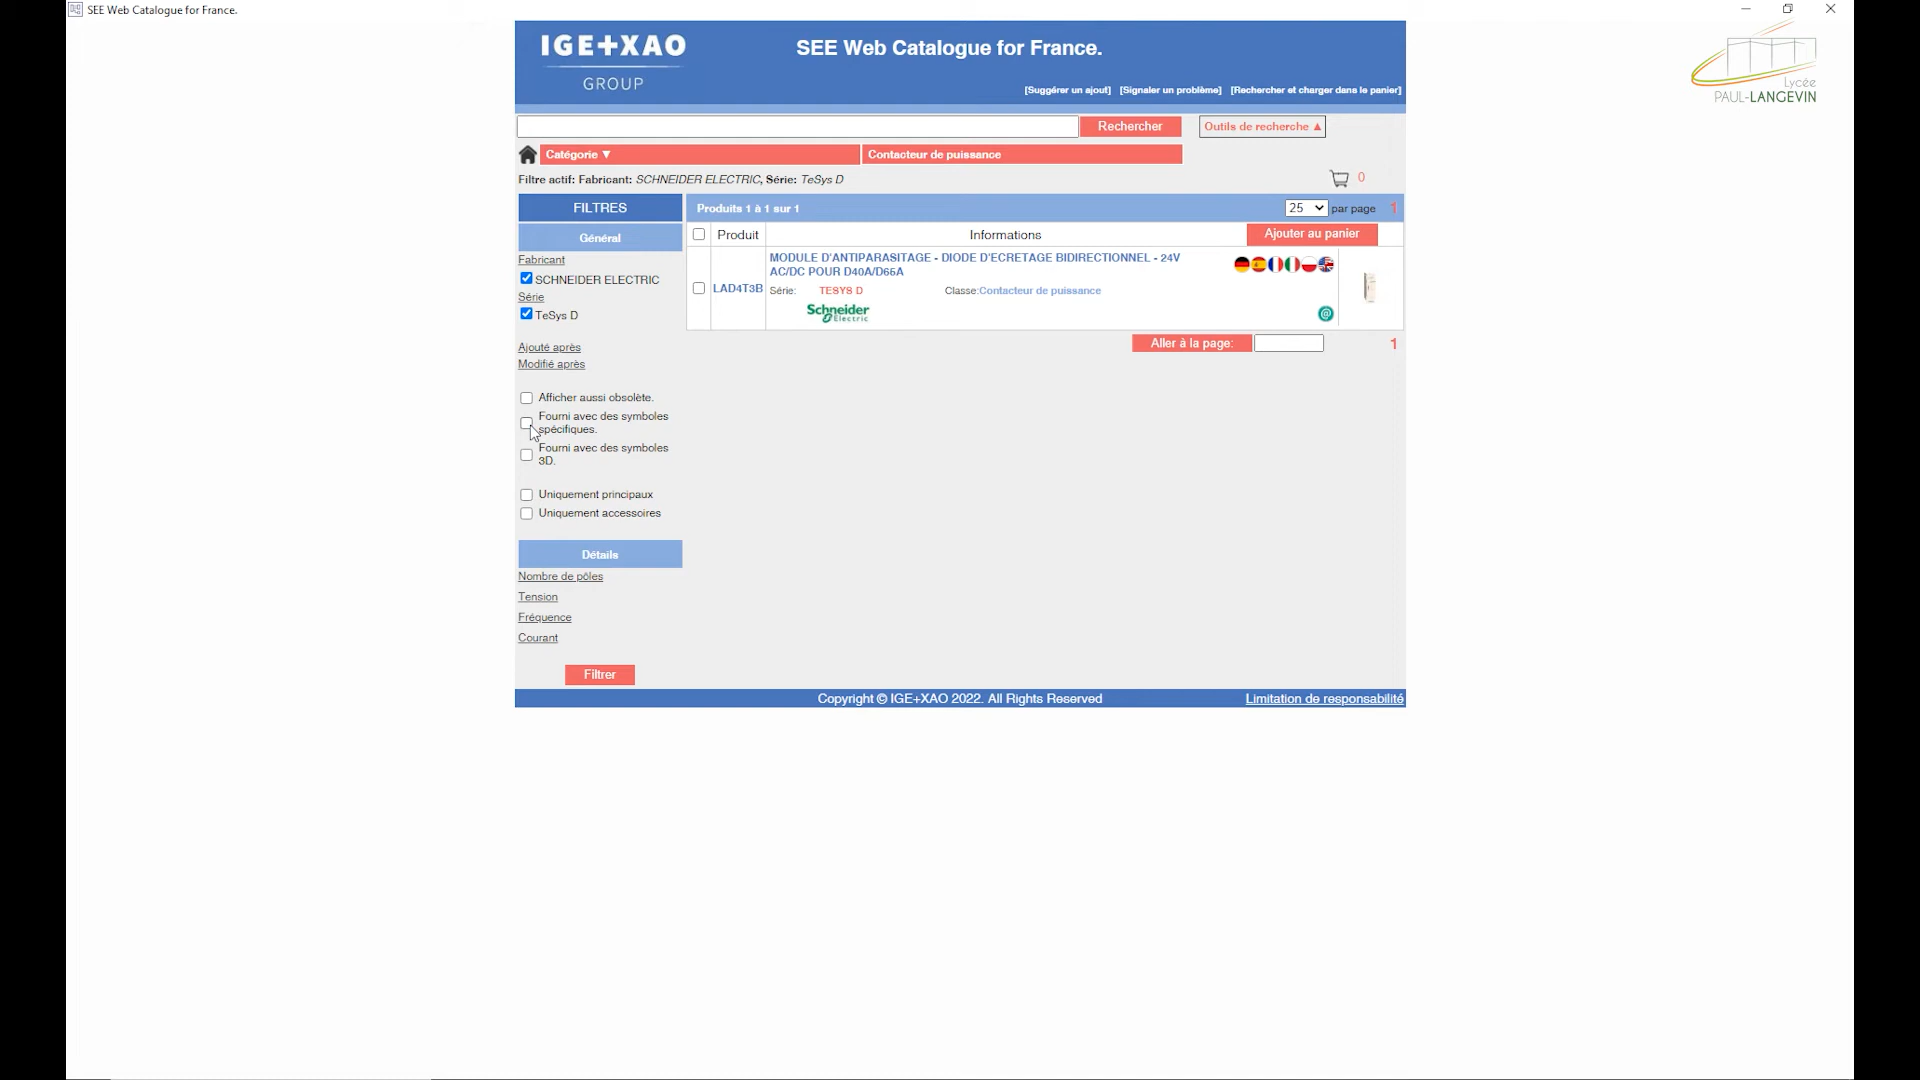 SEE Web Catalogue for France.
IGE+XAO
GROUP
SEE Web Catalogue for France.
[Suggérer un ajout] [Signaler un problème] [Rechercher et charger dans le panier]
Lycée
PAUL-LANGEVIN
Rechercher
Outils de recherche ▲
Catégorie ▼
Contacteur de puissance
Filtre actif: Fabricant: SCHNEIDER ELECTRIC, Série: TeSys D
0
FILTRES
Produits 1 à 1 sur 1
25
par page
1
Général
Produit
Informations
Ajouter au panier
Fabricant
SCHNEIDER ELECTRIC
Série
TeSys D
LAD4T3B
MODULE D'ANTIPARASITAGE - DIODE D'ECRETAGE BIDIRECTIONNEL - 24V
AC/DC POUR D40A/D65A
Série: TESYS D
Classe:Contacteur de puissance
Schneider
Electric
@
Aller à la page:
1
Ajouté après
Modifié après
Afficher aussi obsolète.
Fourni avec des symboles
spécifiques.
Fourni avec des symboles
3D.
Uniquement principaux
Uniquement accessoires
Détails
Nombre de pôles
Tension
Fréquence
Courant
Filtrer
Copyright © IGE+XAO 2022. All Rights Reserved
Limitation de responsabilité